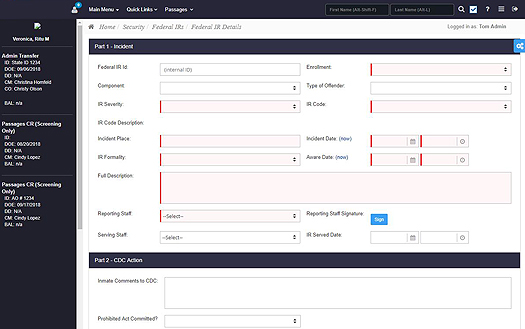 Main Menu
Quick Links
Passages
First Name (Alt-Shift-F)
Last Name (Alt-L)
Home / Security / Federal IRs / Federal IR Details
Logged in as: Tom Admin
Veronica, Ritu M
Admin Transfer
ID: State ID 1234
DOE: 09/06/2018
DD: N/A
CM: Christina Hornfeld
CO: Christy Olson
BAL: n/a
Passages CR (Screening Only)
ID:
DOE: 08/20/2018
DD: N/A
CM: Cindy Lopez
BAL: n/a
Passages CR (Screening Only)
ID: AO # 1234
DOE: 09/17/2018
DD: N/A
CM: Cindy Lopez
BAL: n/a
Part 1 - Incident
Federal IR Id:
(internal ID)
Enrollment:
Component:
Type of Offender:
IR Severity:
IR Code:
IR Code Description:
Incident Place:
Incident Date: (now)
IR Formality:
Aware Date: (now)
Full Description:
Reporting Staff:
--Select--
Reporting Staff Signature:
Sign
Serving Staff:
--Select--
IR Served Date:
Part 2 - CDC Action
Inmate Comments to CDC:
Prohibited Act Committed?